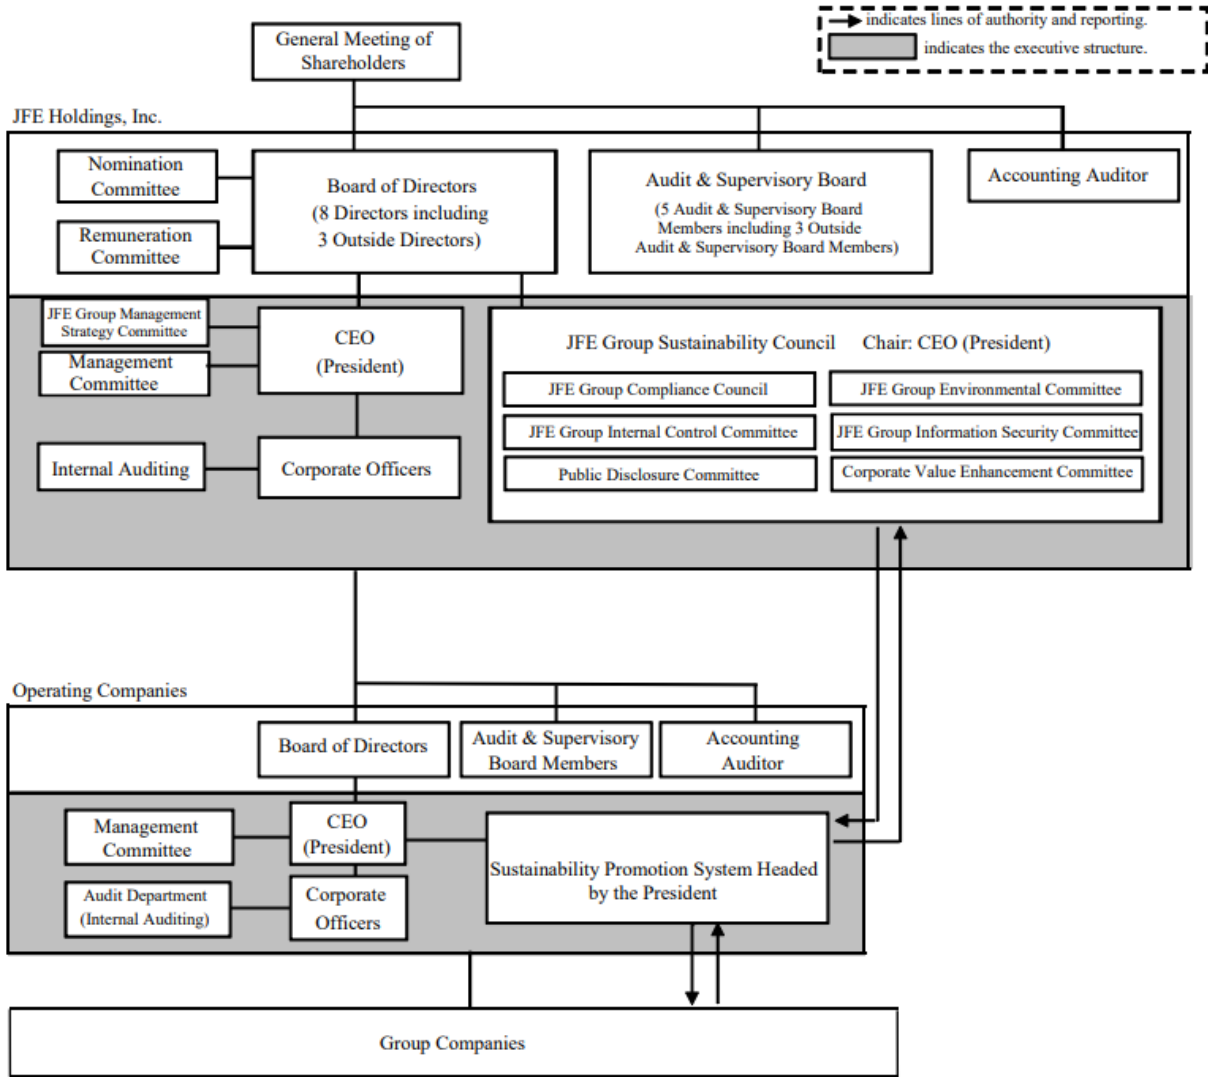 indicates lines of authority and reporting.
indicates the executive structure.
General Meeting of
Shareholders
JFE Holdings, Inc.
Nomination
Committee
Remuneration
Committee
Board of Directors
(8 Directors including
3 Outside Directors)
Audit & Supervisory Board
(5 Audit & Supervisory Board
Members including 3 Outside
Audit & Supervisory Board Members)
Accounting Auditor
JFE Group Management
Strategy Committee
Management
Committee
CEO
(President)
Internal Auditing
Corporate Officers
JFE Group Sustainability Council Chair: CEO (President)
JFE Group Compliance Council
JFE Group Environmental Committee
JFE Group Internal Control Committee
JFE Group Information Security Committee
Public Disclosure Committee
Corporate Value Enhancement Committee
Operating Companies
Board of Directors
Audit & Supervisory
Board Members
Accounting
Auditor
Management
Committee
CEO
(President)
Audit Department
(Internal Auditing)
Corporate
Officers
Sustainability Promotion System Headed
by the President
Group Companies